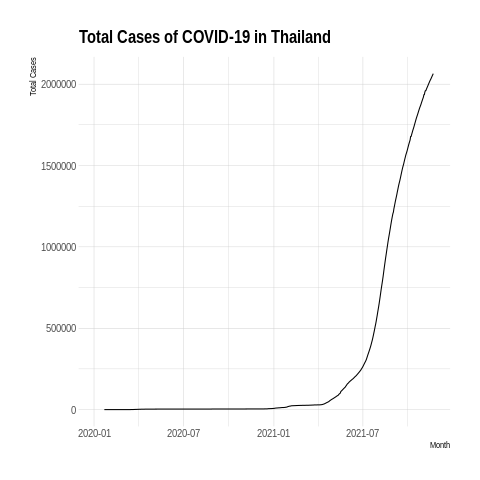 Total Cases of COVID-19 in Thailand
Total Cases
2000000
1500000
1000000
500000
0
2020-01 2020-07 2021-01 2021-07
Month